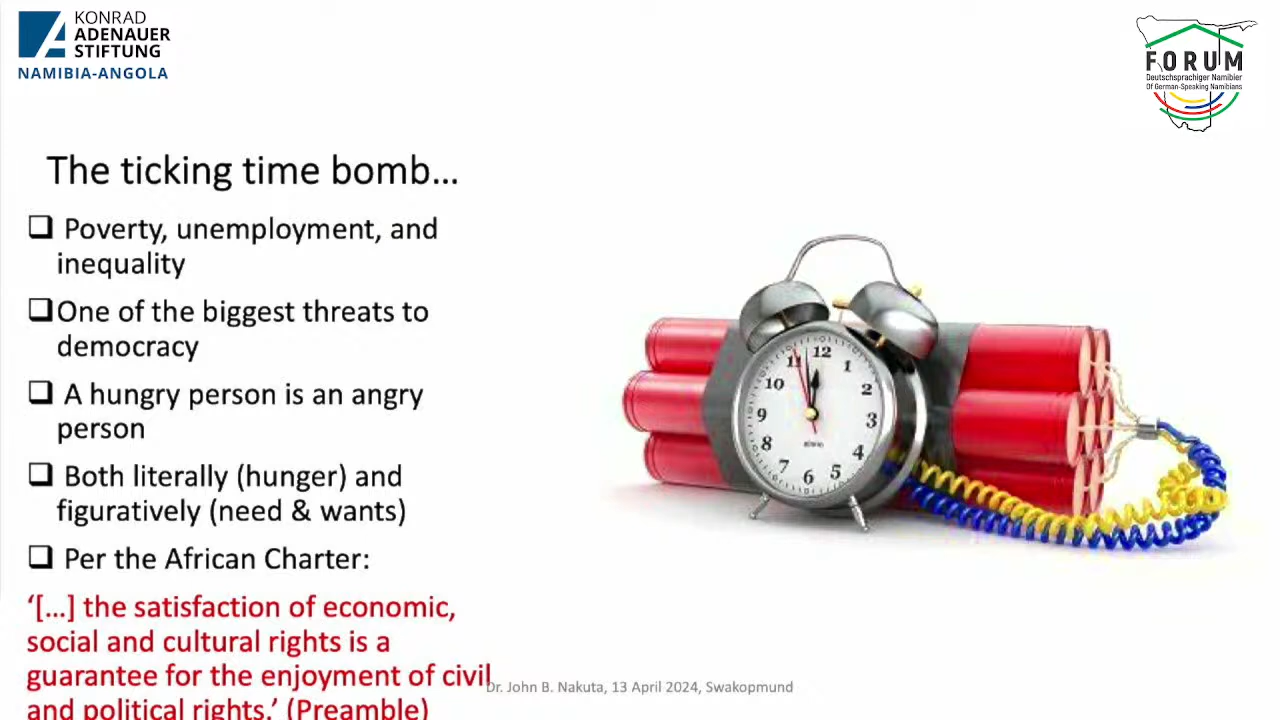 KONRAD
ADENAUER
STIFTUNG
NAMIBIA-ANGOLA
FORUM
Deutschsprachiger Namibier
Of German-Speaking Namibians
The ticking time bomb...
❑ Poverty, unemployment, and
inequality
❑One of the biggest threats to
democracy
❑ A hungry person is an angry
person
❑ Both literally (hunger) and
figuratively (need & wants)
❑ Per the African Charter:
‘[…] the satisfaction of economic,
social and cultural rights is a
guarantee for the enjoyment of civil
and political rights.’ (Preamble)
12
1
2
3
4
5
6
7
8
9
10
11
Dr. John B. Nakuta, 13 April 2024, Swakopmund